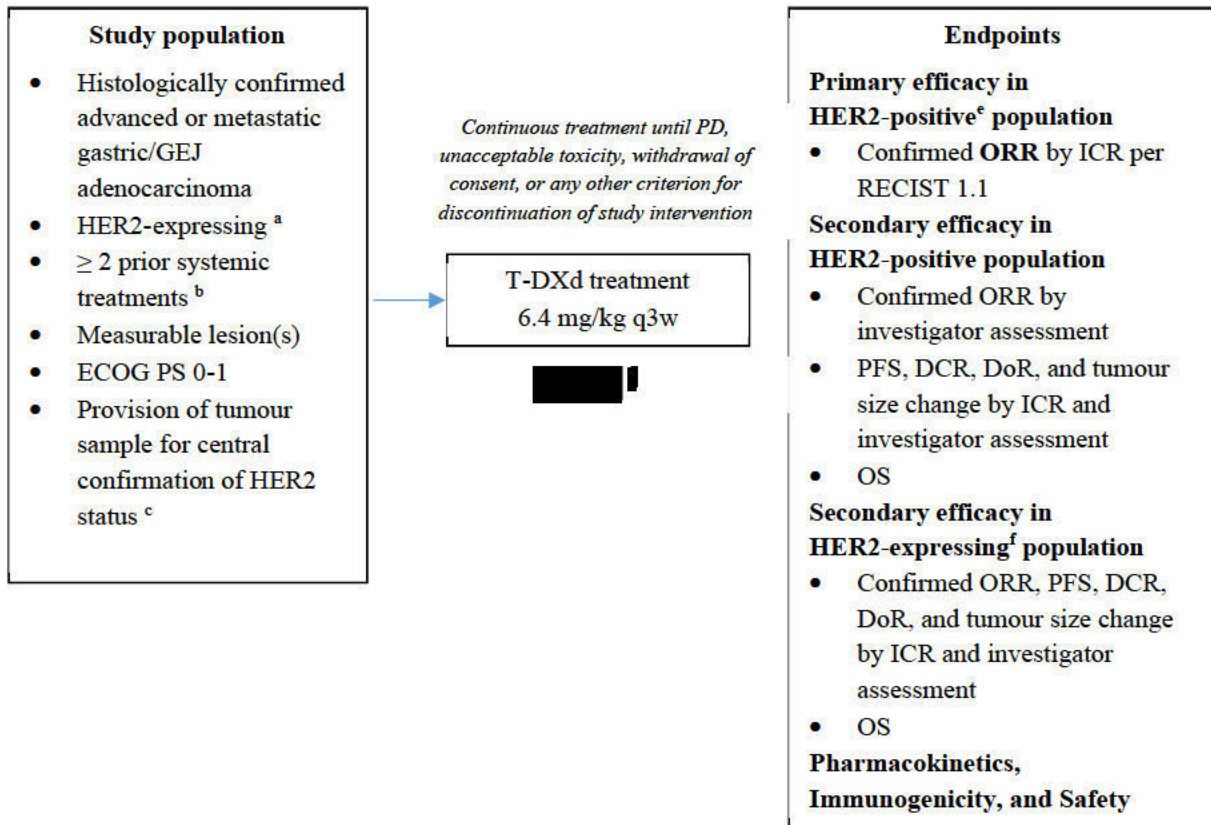 Study population
• Histologically confirmed
advanced or metastatic
gastric/GEJ
adenocarcinoma
• HER2-expressing a
• ≥ 2 prior systemic
treatments b
• Measurable lesion(s)
• ECOG PS 0-1
• Provision of tumour
sample for central
confirmation of HER2
status c
Continuous treatment until PD,
unacceptable toxicity, withdrawal of
consent, or any other criterion for
discontinuation of study intervention
T-DXd treatment
6.4 mg/kg q3w
Endpoints
Primary efficacy in
HER2-positiveᵉ population
• Confirmed ORR by ICR per
RECIST 1.1
Secondary efficacy in
HER2-positive population
• Confirmed ORR by
investigator assessment
• PFS, DCR, DoR, and tumour
size change by ICR and
investigator assessment
• OS
Secondary efficacy in
HER2-expressingᶠ population
• Confirmed ORR, PFS, DCR,
DoR, and tumour size change
by ICR and investigator
assessment
• OS
Pharmacokinetics,
Immunogenicity, and Safety